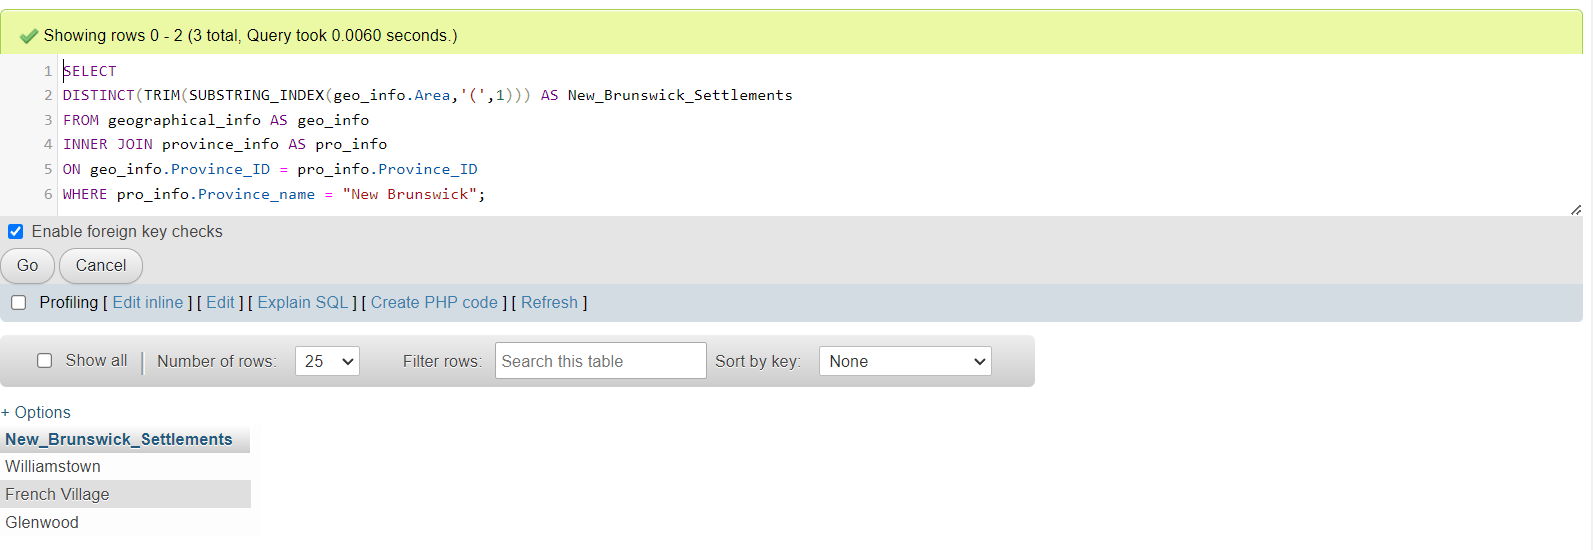 Showing rows 0 - 2 (3 total, Query took 0.0060 seconds.)
1 SELECT
2 DISTINCT(TRIM(SUBSTRING_INDEX(geo_info.Area,'(',1))) AS New_Brunswick_Settlements
3 FROM geographical_info AS geo_info
4 INNER JOIN province_info AS pro_info
5 ON geo_info.Province_ID = pro_info.Province_ID
6 WHERE pro_info.Province_name = "New Brunswick";
Enable foreign key checks
Go Cancel
Profiling [ Edit inline ] [ Edit ] [ Explain SQL ] [ Create PHP code ] [ Refresh ]
Show all | Number of rows: 25 Filter rows: Search this table Sort by key: None
+ Options
New_Brunswick_Settlements
Williamstown
French Village
Glenwood